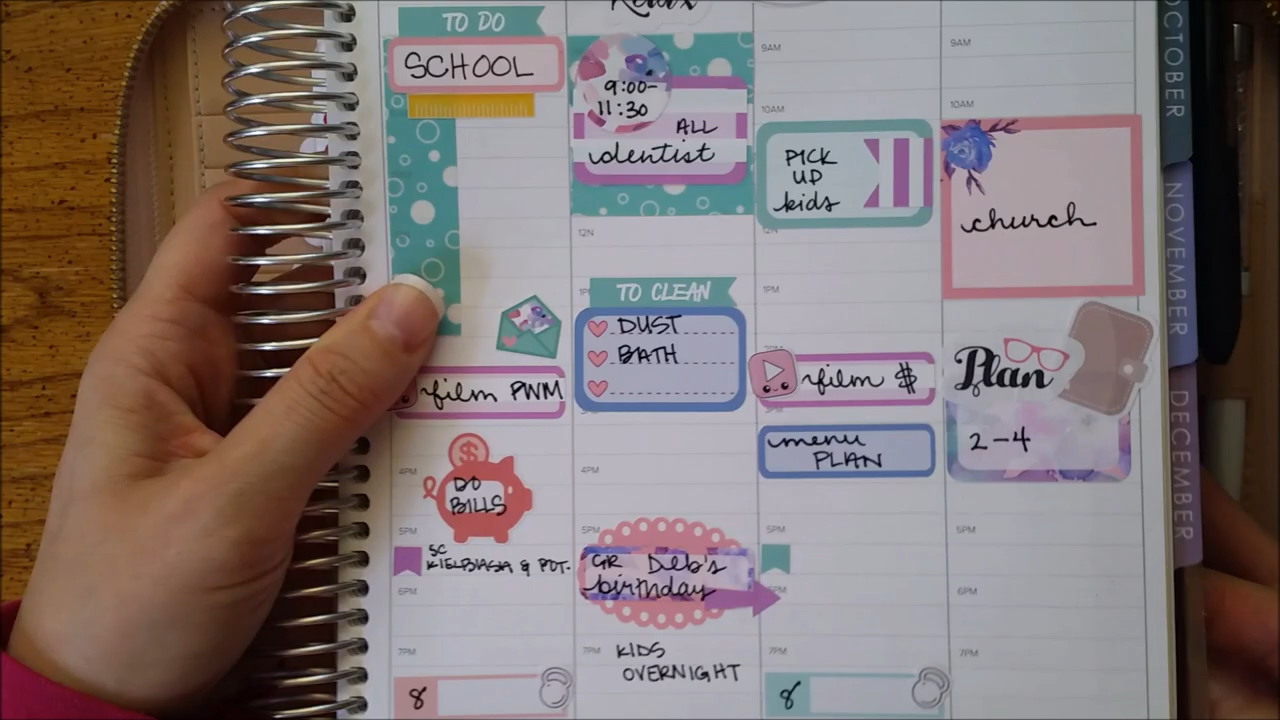 TO DO
SCHOOL
film PWM
4PM
DO
BILLS
5PM
SC
KIELBASA & POT.
6PM
7PM
8
Relax
9:00-
11:30
ALL
dentist
12N
TO CLEAN
DUST
BATH
4PM
5PM
GR Deb's
birthday
7PM
KIDS
OVERNIGHT
9AM
10AM
PICK
UP
kids
1PM
film $
menu
PLAN
5PM
8
9AM
10AM
church
Plan
2-4
5PM
6PM
7PM
OCTOBER
NOVEMBER
DECEMBER